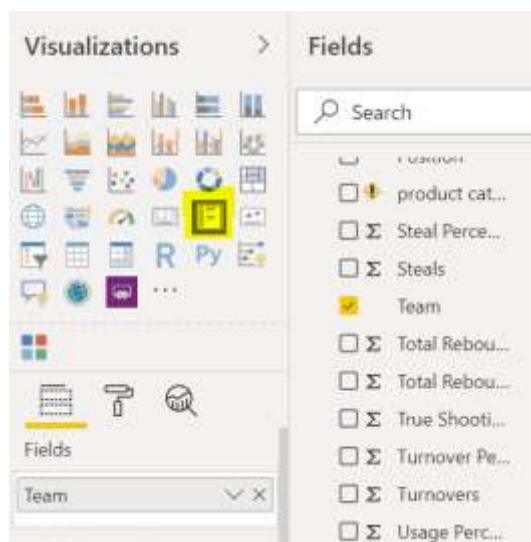 Visualizations
R Py
Fields
Team
Fields
Search
Position
product cat...
Σ Steal Perce...
Σ Steals
Team
Σ Total Rebou...
Σ Total Rebou...
Σ True Shooti...
Σ Turnover Pe...
Σ Turnovers
Σ Usage Perc...